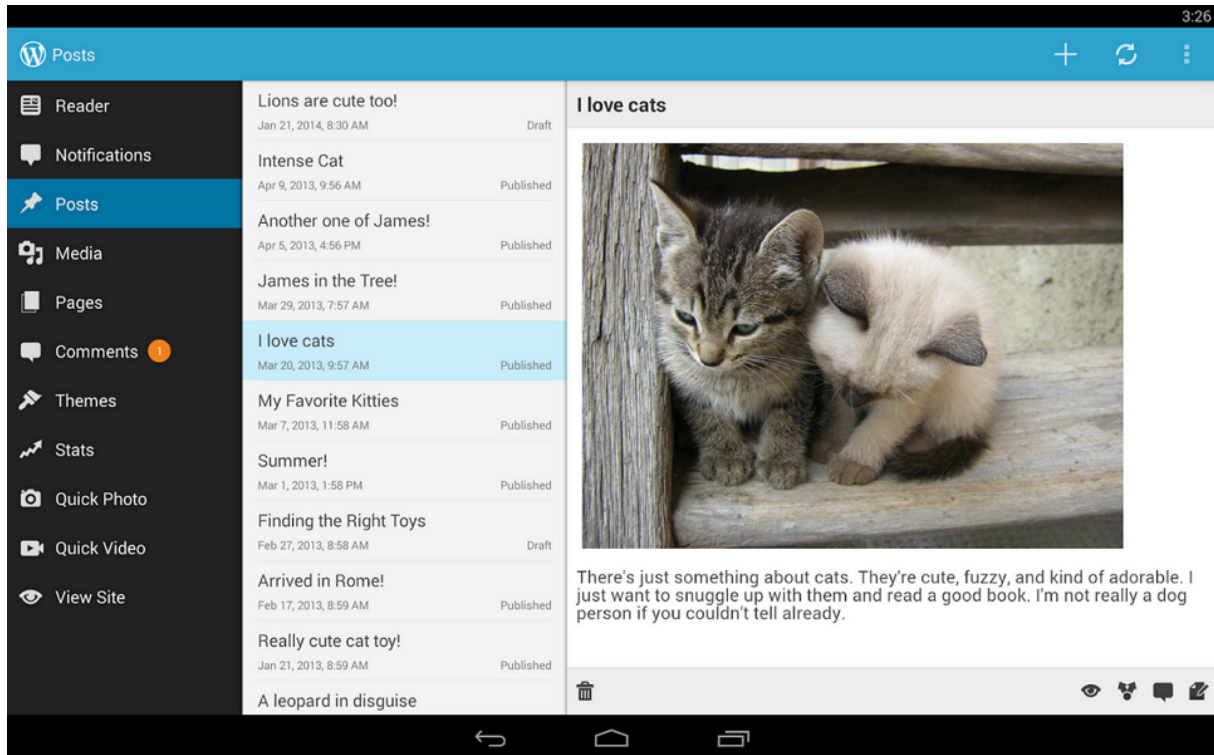 3:26
Posts
Reader
Notifications
Posts
Media
Pages
Comments 1
Themes
Stats
Quick Photo
Quick Video
View Site
Lions are cute too!
Jan 21, 2014, 8:30 AM Draft
Intense Cat
Apr 9, 2013, 9:56 AM Published
Another one of James!
Apr 5, 2013, 4:56 PM Published
James in the Tree!
Mar 29, 2013, 7:57 AM Published
I love cats
Mar 20, 2013, 9:57 AM Published
My Favorite Kitties
Mar 7, 2013, 11:58 AM Published
Summer!
Mar 1, 2013, 1:58 PM Published
Finding the Right Toys
Feb 27, 2013, 8:58 AM Draft
Arrived in Rome!
Feb 17, 2013, 8:59 AM Published
Really cute cat toy!
Jan 21, 2013, 8:59 AM Published
A leopard in disguise
I love cats
There's just something about cats. They're cute, fuzzy, and kind of adorable. I
just want to snuggle up with them and read a good book. I'm not really a dog
person if you couldn't tell already.